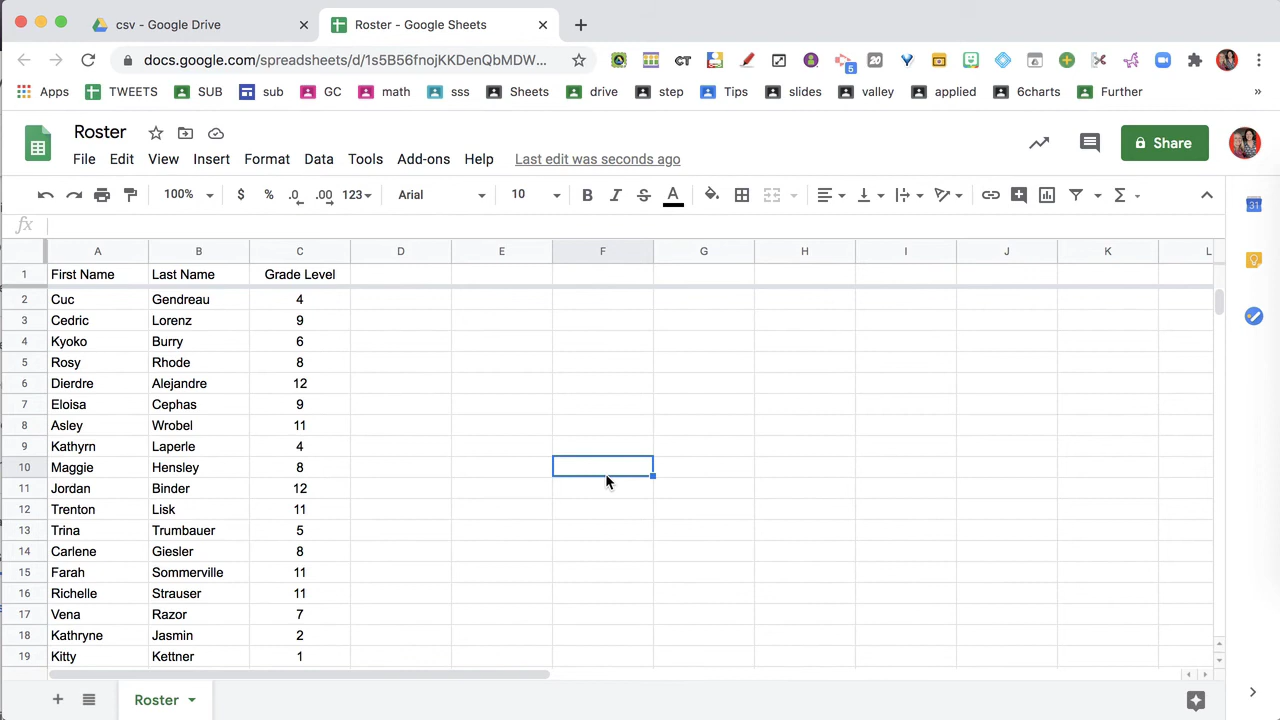 csv - Google Drive
Roster - Google Sheets
docs.google.com/spreadsheets/d/1s5B56fnojKKDenQbMDW...
CT
5
20
Apps TWEETS SUB sub GC math sss Sheets drive step Tips slides valley applied 6charts Further »
Roster
File Edit View Insert Format Data Tools Add-ons Help Last edit was seconds ago
Share
100% $ % .0 .00 123 Arial 10 B I S A Σ
fx
31
A B C D E F G H I J K L
1 First Name Last Name Grade Level
2 Cuc Gendreau 4
3 Cedric Lorenz 9
4 Kyoko Burry 6
5 Rosy Rhode 8
6 Dierdre Alejandre 12
7 Eloisa Cephas 9
8 Asley Wrobel 11
9 Kathyrn Laperle 4
10 Maggie Hensley 8
11 Jordan Binder 12
12 Trenton Lisk 11
13 Trina Trumbauer 5
14 Carlene Giesler 8
15 Farah Sommerville 11
16 Richelle Strauser 11
17 Vena Razor 7
18 Kathryne Jasmin 2
19 Kitty Kettner 1
Roster